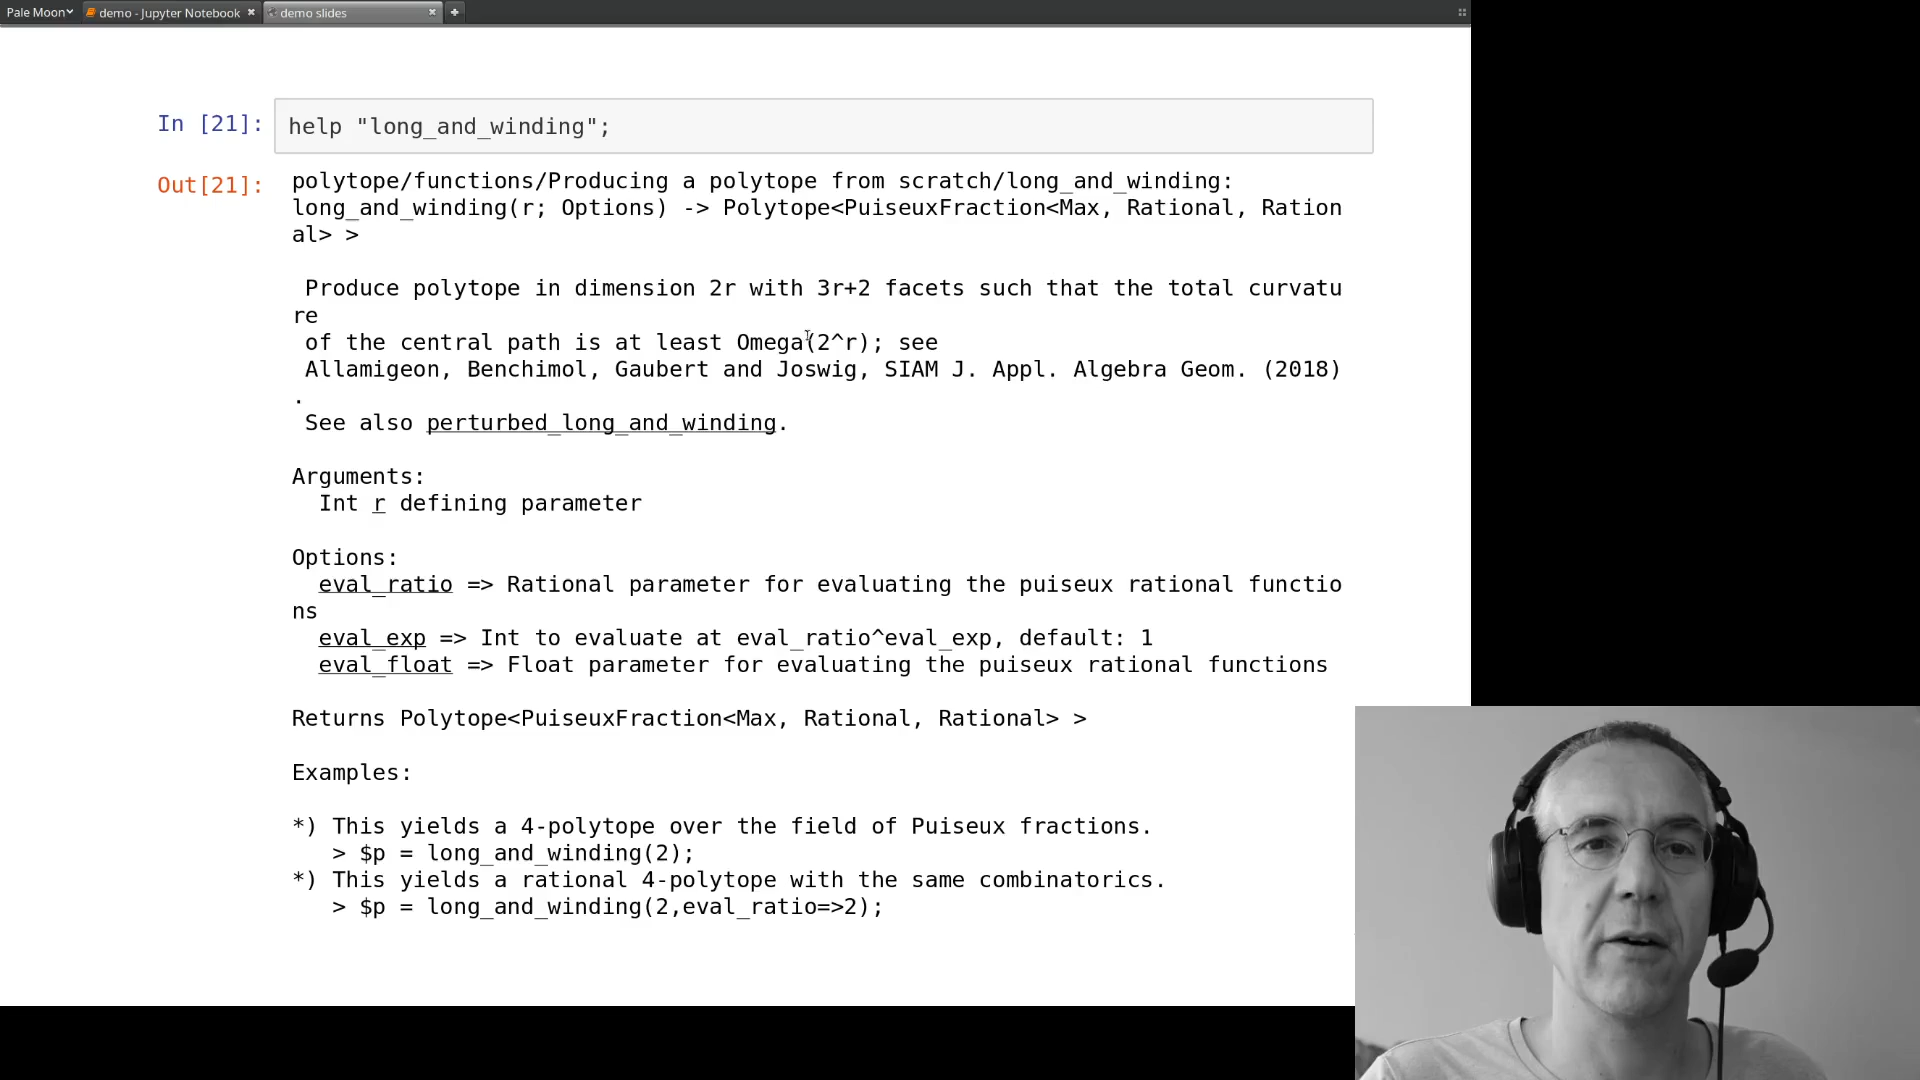 Pale Moon
demo - Jupyter Notebook
demo slides
In [21]:
help "long_and_winding";
Out[21]:
polytope/functions/Producing a polytope from scratch/long_and_winding:
long_and_winding(r; Options) -> Polytope<PuiseuxFraction<Max, Rational, Ration
al> >
Produce polytope in dimension 2r with 3r+2 facets such that the total curvatu
re
of the central path is at least Omega(2^r); see
Allamigeon, Benchimol, Gaubert and Joswig, SIAM J. Appl. Algebra Geom. (2018)
.
See also perturbed_long_and_winding.
Arguments:
Int r defining parameter
Options:
eval_ratio => Rational parameter for evaluating the puiseux rational functio
ns
eval_exp => Int to evaluate at eval_ratio^eval_exp, default: 1
eval_float => Float parameter for evaluating the puiseux rational functions
Returns Polytope<PuiseuxFraction<Max, Rational, Rational> >
Examples:
*) This yields a 4-polytope over the field of Puiseux fractions.
> $p = long_and_winding(2);
*) This yields a rational 4-polytope with the same combinatorics.
> $p = long_and_winding(2,eval_ratio=>2);